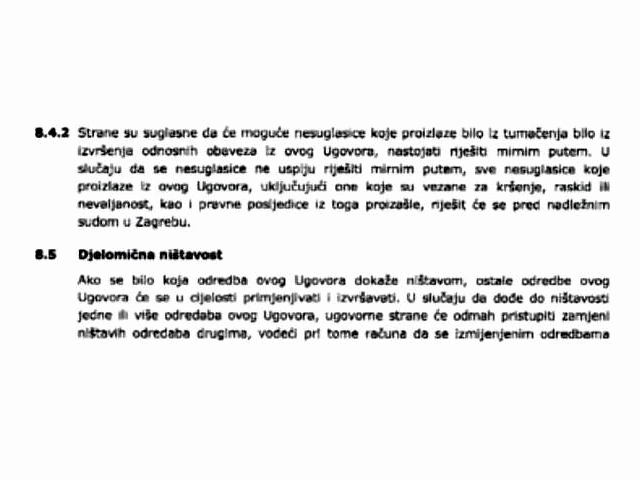 8.4.2 Strane su suglasne da će moguće nesuglasice koje proizlaze bilo iz tumačenja bilo iz
izvršenja odnosnih obaveza iz ovog Ugovora, nastojati riješiti mirnim putem. U
slučaju da se nesuglasice ne uspiju riješiti mirnim putem, sve nesuglasice koje
proizlaze iz ovog Ugovora, uključujući one koje su vezane za kršenje, raskid ili
nevaljanost, kao i pravne posljedice iz toga proizašle, riješit će se pred nadležnim
sudom u Zagrebu.
8.5 Djelomična ništavost
Ako se bilo koja odredba ovog Ugovora dokaže ništavom, ostale odredbe ovog
Ugovora će se u cijelosti primjenjivati i izvršavati. U slučaju da dođe do ništavosti
jedne ili više odredaba ovog Ugovora, ugovorne strane će odmah pristupiti zamjeni
ništavih odredaba drugima, vodeći pri tome računa da se izmijenjenim odredbama